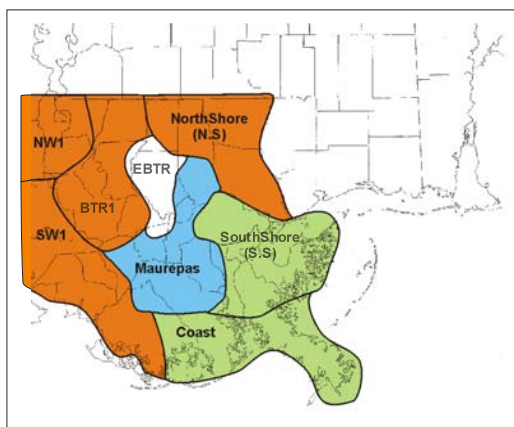 NorthShore
(N.S)
NW1
EBTR
BTR1
SW1
SouthShore
(S.S)
Maurepas
Coast